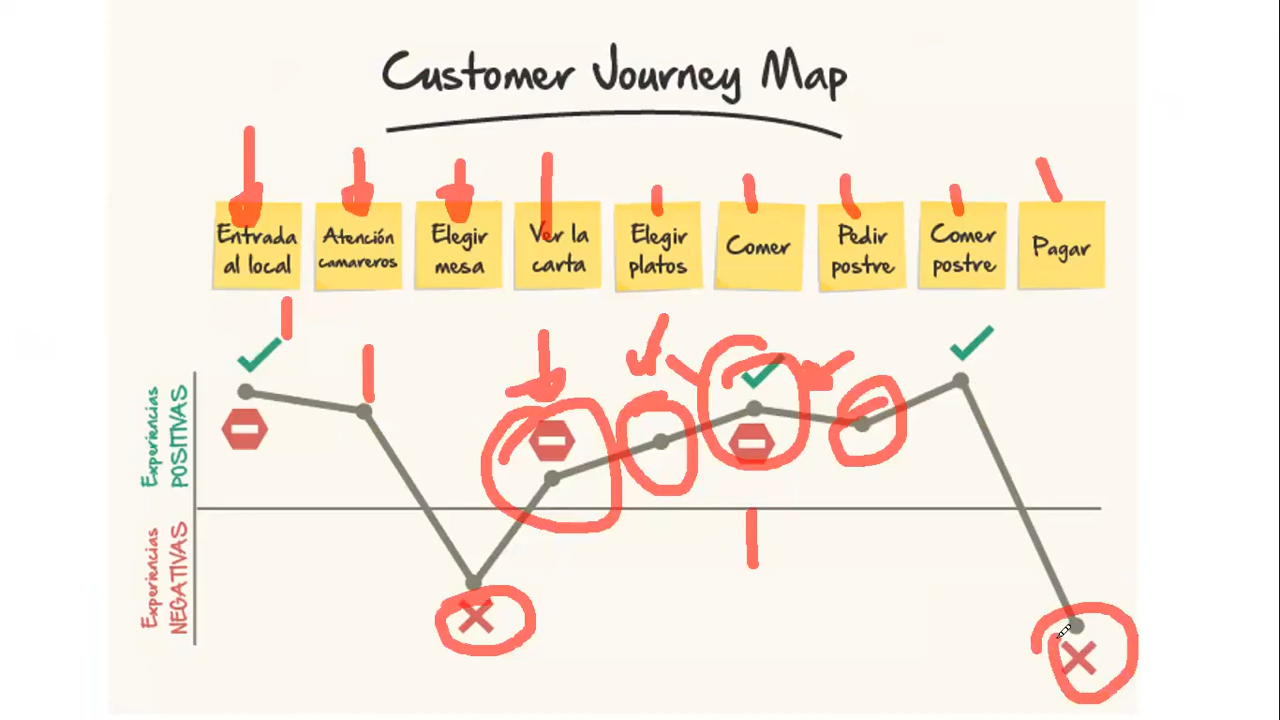 Customer Journey Map
Entrada
al local
Atención
camareros
Elegir
mesa
Ver la
carta
Elegir
platos
Comer
Pedir
postre
Comer
postre
Pagar
Experiencias
POSITIVAS
Experiencias
NEGATIVAS